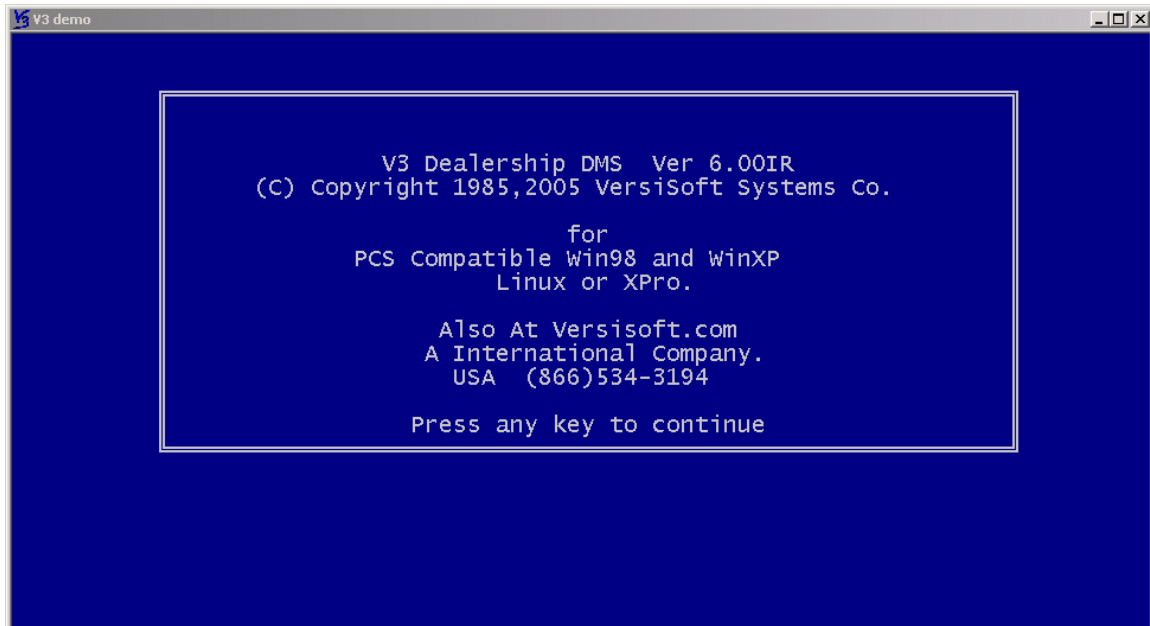 V3 V3 demo
V3 Dealership DMS Ver 6.00IR
(C) Copyright 1985,2005 VersiSoft Systems Co.
for
PCS Compatible Win98 and WinXP
Linux or XPro.
Also At Versisoft.com
A International Company.
USA (866)534-3194
Press any key to continue